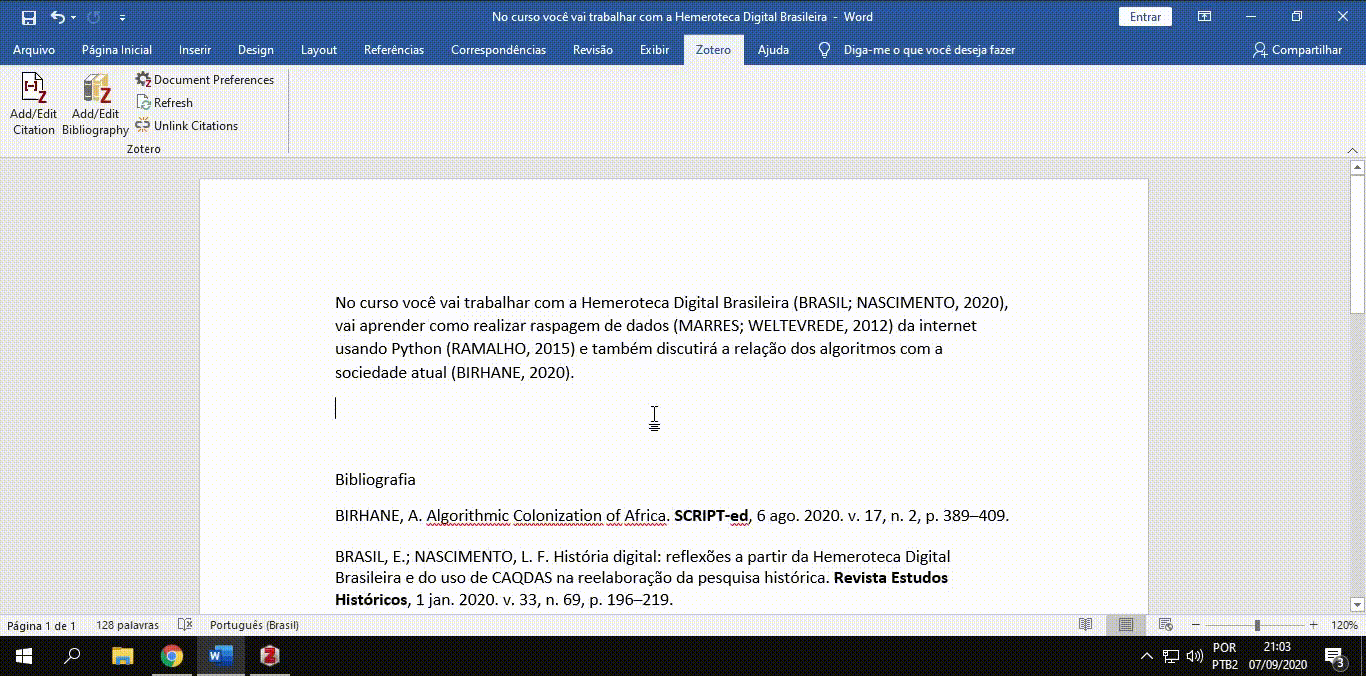 No curso você vai trabalhar com a Hemeroteca Digital Brasileira - Word
Entrar
Arquivo Página Inicial Inserir Design Layout Referências Correspondências Revisão Exibir Zotero Ajuda Diga-me o que você deseja fazer Compartilhar
Add/Edit Citation
Add/Edit Bibliography
Document Preferences
Refresh
Unlink Citations
Zotero
No curso você vai trabalhar com a Hemeroteca Digital Brasileira (BRASIL; NASCIMENTO, 2020),
vai aprender como realizar raspagem de dados (MARRES; WELTEVREDE, 2012) da internet
usando Python (RAMALHO, 2015) e também discutirá a relação dos algoritmos com a
sociedade atual (BIRHANE, 2020).
Bibliografia
BIRHANE, A. Algorithmic Colonization of Africa. SCRIPT-ed, 6 ago. 2020. v. 17, n. 2, p. 389–409.
BRASIL, E.; NASCIMENTO, L. F. História digital: reflexões a partir da Hemeroteca Digital
Brasileira e do uso de CAQDAS na reelaboração da pesquisa histórica. Revista Estudos
Históricos, 1 jan. 2020. v. 33, n. 69, p. 196–219.
Página 1 de 1 128 palavras Português (Brasil) 120%
POR 21:03
PTB2 07/09/2020 3